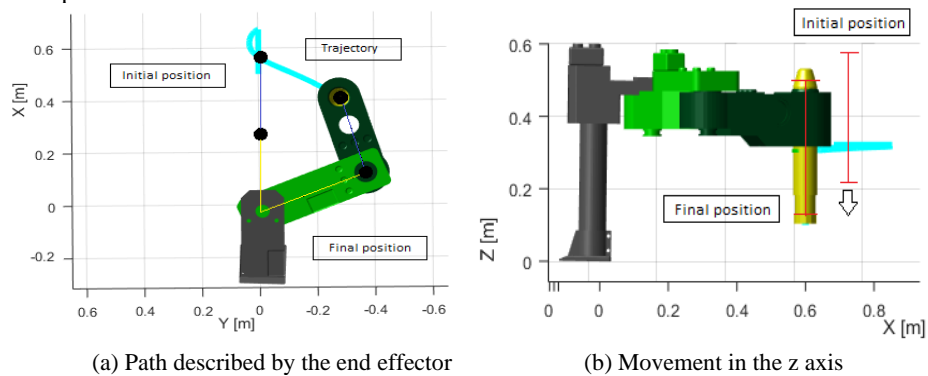 0.6
0.4
0.2
0
-0.2
X [m]
Initial position
Trajectory
Final position
0.6 0.4 0.2 0 -0.2 -0.4 -0.6
Y [m]
(a) Path described by the end effector
0.6
0.4
0.2
0
Z [m]
Initial position
Final position
0 0 0.2 0.4 0.6 0.8
X [m]
(b) Movement in the z axis